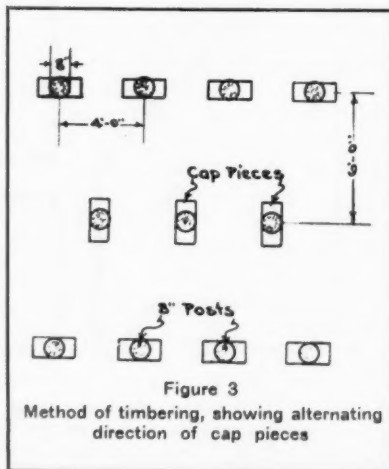 8"
4'-0"
6'-0"
Cap Pieces
8" Posts
Figure 3
Method of timbering, showing alternating
direction of cap pieces